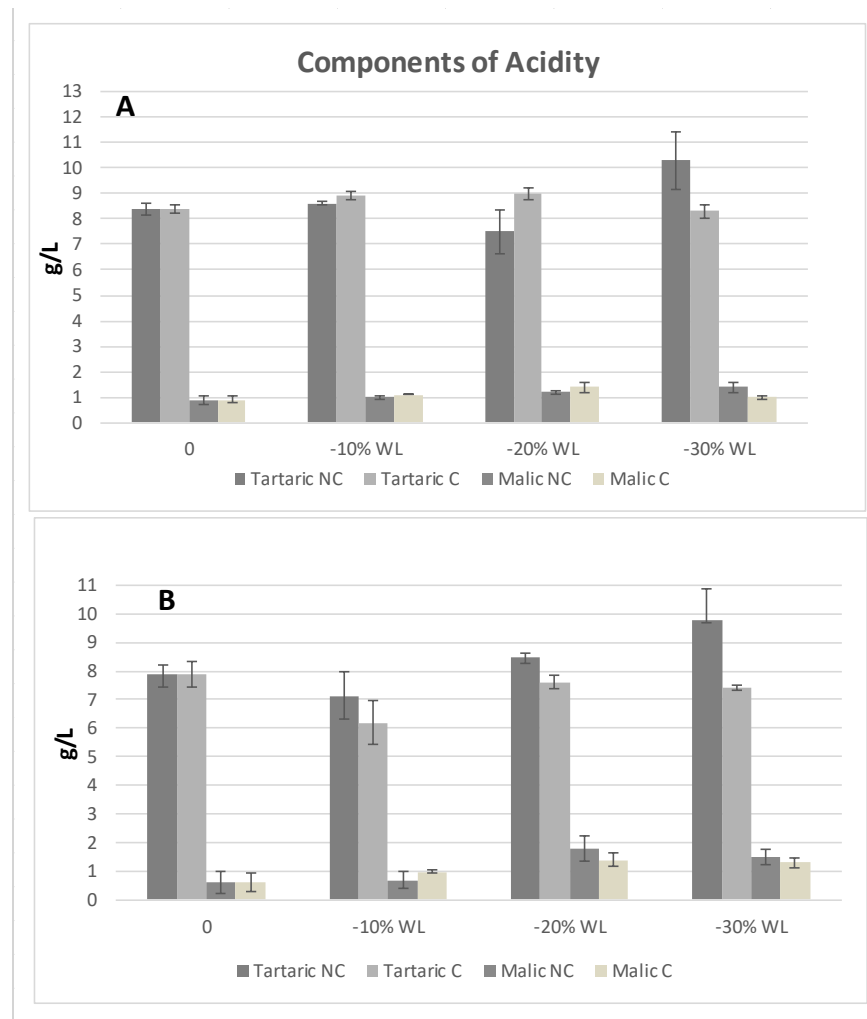 Components of Acidity
A
13
12
11
10
9
8
7
6
5
4
3
2
1
0
g/L
0 -10% WL -20% WL -30% WL
Tartaric NC Tartaric C Malic NC Malic C
B
11
10
9
8
7
6
5
4
3
2
1
0
g/L
0 -10% WL -20% WL -30% WL
Tartaric NC Tartaric C Malic NC Malic C